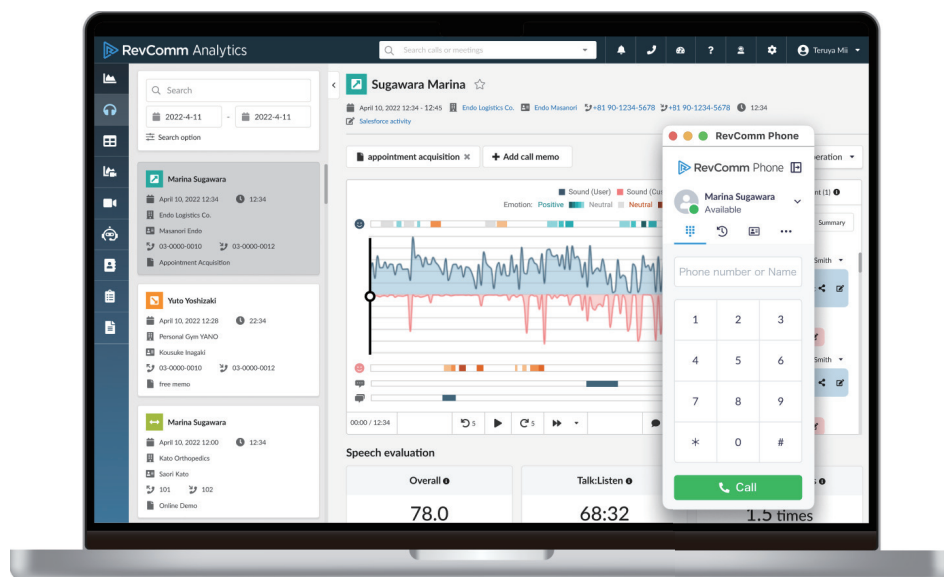 RevComm Analytics
Search calls or meetings
?
Teruya Mii
Search
2022-4-11 - 2022-4-11
Search option
Marina Sugawara
April 10, 2022 12:34 12:34
Endo Logistics Co.
Masanori Endo
03-0000-0010 03-0000-0012
Appointment Acquisition
Yuto Yoshizaki
April 10, 2022 12:28 22:34
Personal Gym YANO
Kousuke Inagaki
03-0000-0010 03-0000-0012
free memo
Marina Sugawara
April 10, 2022 12:00 12:34
Kato Orthopedics
Saori Kato
101 102
Online Demo
Sugawara Marina
April 10, 2022 12:34 - 12:45 Endo Logistics Co. Endo Masanori +81 90-1234-5678 +81 90-1234-5678 12:34
Salesforce activity
appointment acquisition × + Add call memo
eration
Sound (User) Sound (Cu
Emotion: Positive Neutral Neutral
nt (1)
Summary
Smith
Smith
00:00 / 12:34 5 5
Speech evaluation
Overall
78.0
Talk:Listen
68:32
s
1.5 times
RevComm Phone
RevComm Phone
Marina Sugawara
Available
Phone number or Name
1 2 3
4 5 6
7 8 9
* 0 #
Call